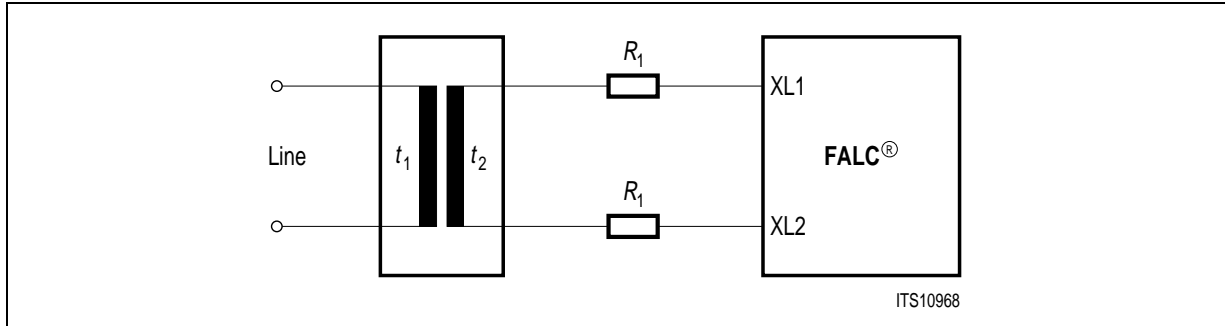 R1
XL1
Line
t1
t2
FALC®
R1
XL2
ITS10968